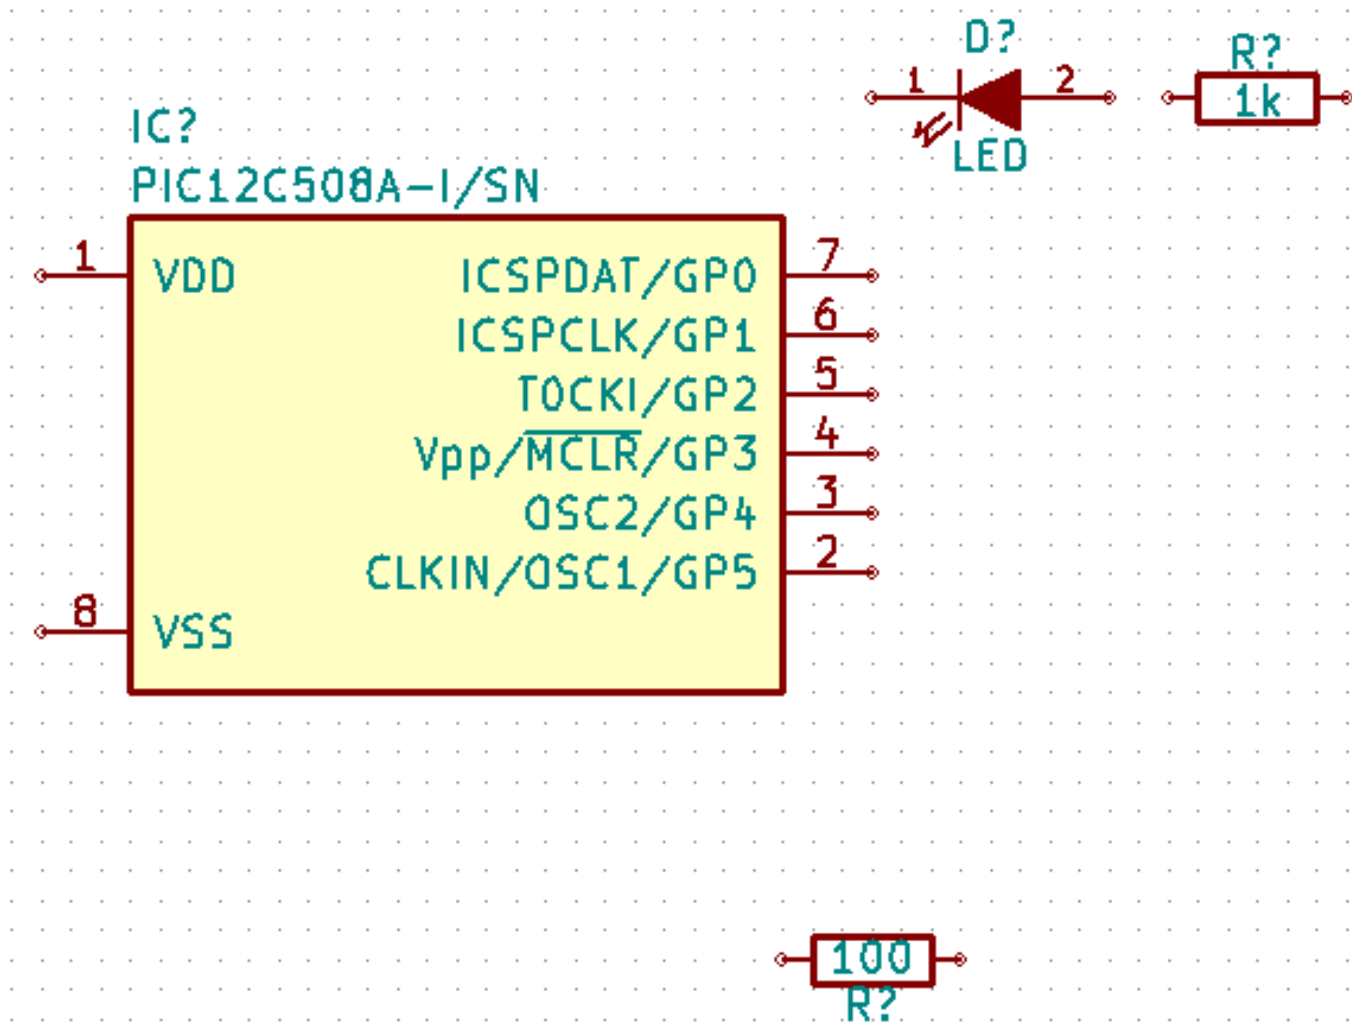 D?
1
2
LED
R?
1k
IC?
PIC12C508A-I/SN
1
VDD
ICSPDAT/GP0
7
ICSPCLK/GP1
6
T0CKI/GP2
5
Vpp/MCLR/GP3
4
OSC2/GP4
3
CLKIN/OSC1/GP5
2
8
VSS
100
R?